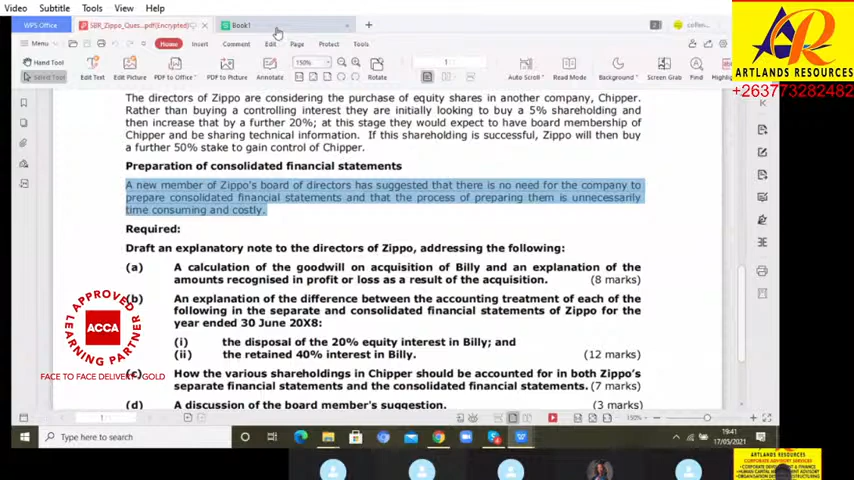 Video Subtitle Tools View Help
WPS Office SBR_Zippo_Ques...pdf(Encrypted) Book1
Menu Home Insert Comment Edit Page Protect Tools
Hand Tool
Select Tool Edit Text Edit Picture PDF to Office PDF to Picture Annotate 150% Rotate 1 Auto Scroll Read Mode Background Screen Grab Find Highlig
ARTLANDS RESOURCES
+263773282482
The directors of Zippo are considering the purchase of equity shares in another company, Chipper.
Rather than buying a controlling interest they are initially looking to buy a 5% shareholding and
then increase that by a further 20%; at this stage they would expect to have board membership of
Chipper and be sharing technical information. If this shareholding is successful, Zippo will then buy
a further 50% stake to gain control of Chipper.
Preparation of consolidated financial statements
A new member of Zippo's board of directors has suggested that there is no need for the company to
prepare consolidated financial statements and that the process of preparing them is unnecessarily
time consuming and costly.
Required:
Draft an explanatory note to the directors of Zippo, addressing the following:
(a) A calculation of the goodwill on acquisition of Billy and an explanation of the
amounts recognised in profit or loss as a result of the acquisition. (8 marks)
(b) An explanation of the difference between the accounting treatment of each of the
following in the separate and consolidated financial statements of Zippo for the
year ended 30 June 20X8:
(i) the disposal of the 20% equity interest in Billy; and
(ii) the retained 40% interest in Billy. (12 marks)
(c) How the various shareholdings in Chipper should be accounted for in both Zippo's
separate financial statements and the consolidated financial statements. (7 marks)
(d) A discussion of the board member's suggestion. (3 marks)
APPROVED
ACCA
LEARNING PARTNER
FACE TO FACE DELIVERY-GOLD
1 150%
Type here to search
19:41
17/05/2021
ARTLANDS RESOURCES
CORPORATE ADVISORY SERVICES